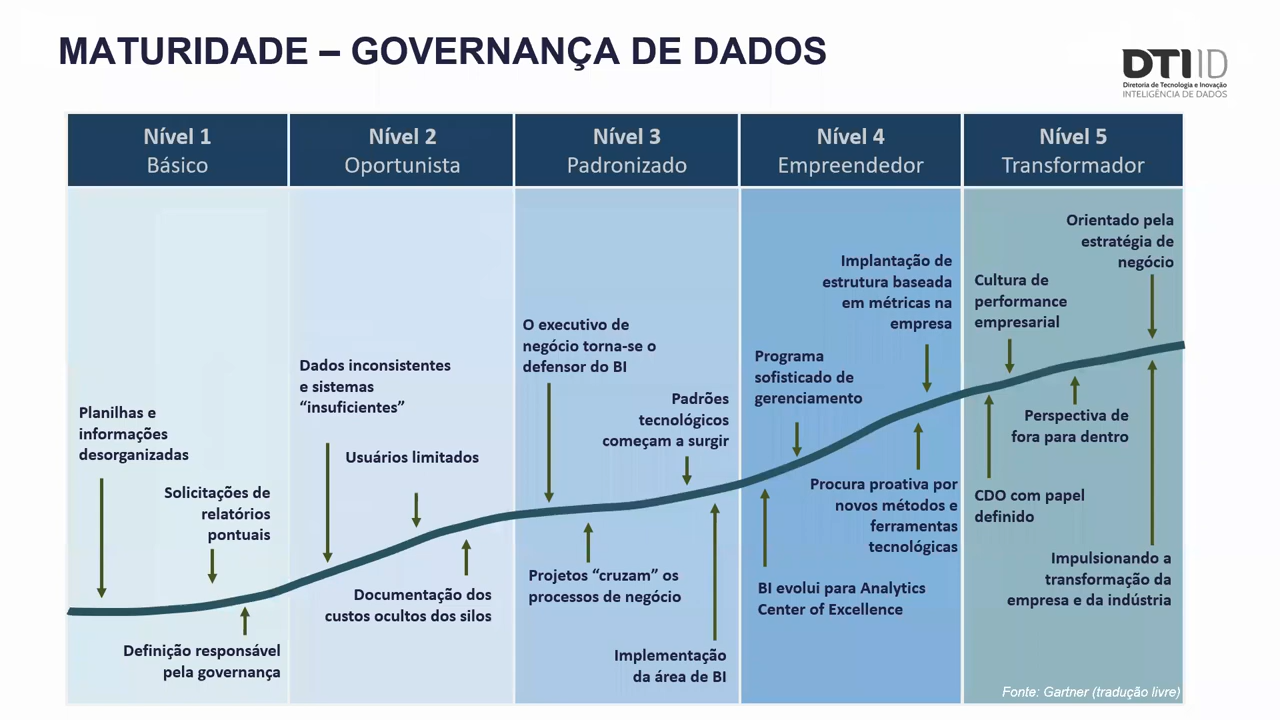 MATURIDADE – GOVERNANÇA DE DADOS
DTI ID
Diretoria de Tecnologia e Inovação
INTELIGÊNCIA DE DADOS
Nível 1
Básico
Nível 2
Oportunista
Nível 3
Padronizado
Nível 4
Empreendedor
Nível 5
Transformador
Planilhas e
informações
desorganizadas
Solicitações de
relatórios
pontuais
Definição responsável
pela governança
Dados inconsistentes
e sistemas
“insuficientes”
Usuários limitados
Documentação dos
custos ocultos dos silos
O executivo de
negócio torna-se o
defensor do BI
Padrões
tecnológicos
começam a surgir
Projetos “cruzam” os
processos de negócio
Implementação
da área de BI
Implantação de
estrutura baseada
em métricas na
empresa
Programa
sofisticado de
gerenciamento
Procura proativa por
novos métodos e
ferramentas
tecnológicas
BI evolui para Analytics
Center of Excellence
Orientado pela
estratégia de
negócio
Cultura de
performance
empresarial
Perspectiva de
fora para dentro
CDO com papel
definido
Impulsionando a
transformação da
empresa e da indústria
Fonte: Gartner (tradução livre)